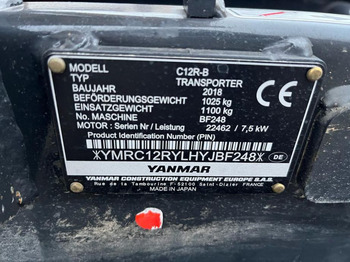 MODELL C12R-B
TYP TRANSPORTER
BAUJAHR 2018
BEFÖRDERUNGSGEWICHT 1025 kg
EINSATZGEWICHT 1100 kg
No. MASCHINE BF248
MOTOR : Serien Nr / Leistung 22462 / 7,5 kW
Product Identification Number (PIN)
*YMRC12RYLHYJBF248* DE
YANMAR
YANMAR CONSTRUCTION EQUIPMENT EUROPE S.A.S.
Rue de la Tambourine F-52100 Saint-Dizier FRANCE
MADE IN JAPAN
CE